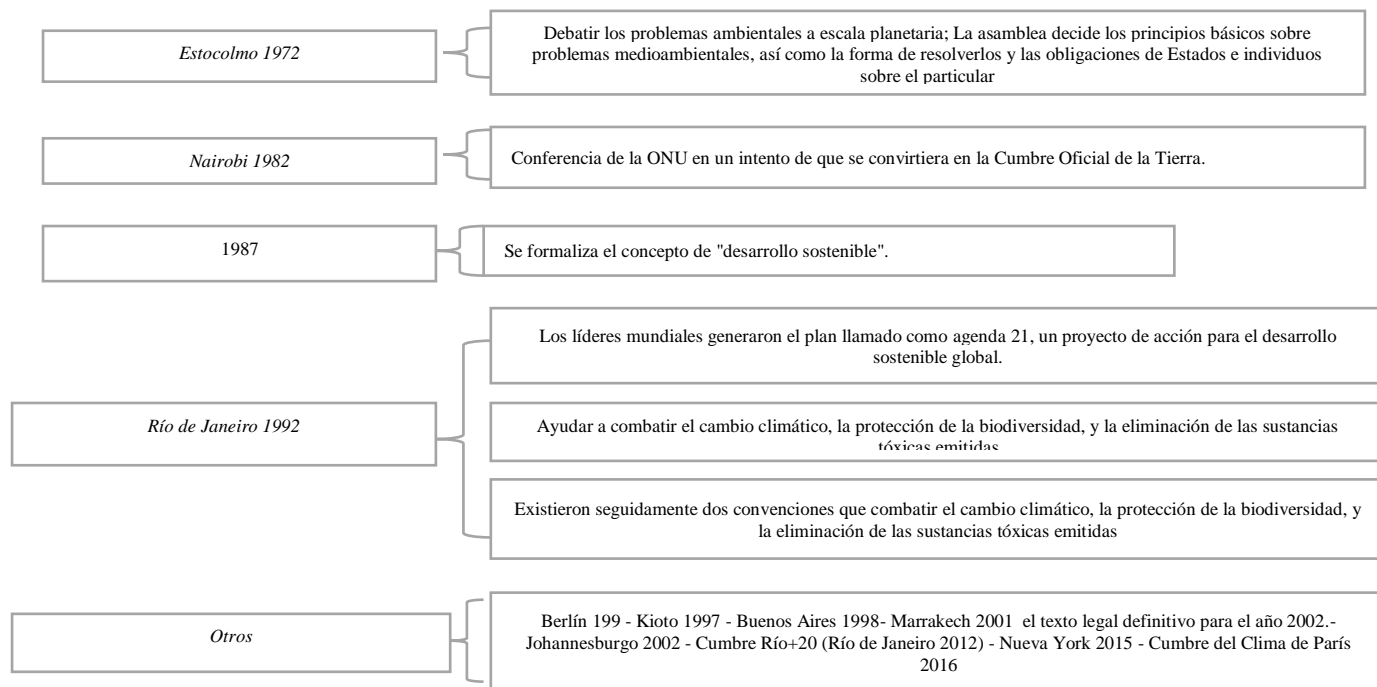 Estocolmo 1972
Debatir los problemas ambientales a escala planetaria; La asamblea decide los principios básicos sobre
problemas medioambientales, así como la forma de resolverlos y las obligaciones de Estados e individuos
sobre el particular
Nairobi 1982
Conferencia de la ONU en un intento de que se convirtiera en la Cumbre Oficial de la Tierra.
1987
Se formaliza el concepto de "desarrollo sostenible".
Río de Janeiro 1992
Los líderes mundiales generaron el plan llamado como agenda 21, un proyecto de acción para el desarrollo
sostenible global.
Ayudar a combatir el cambio climático, la protección de la biodiversidad, y la eliminación de las sustancias
tóxicas emitidas
Existieron seguidamente dos convenciones que combatir el cambio climático, la protección de la biodiversidad, y
la eliminación de las sustancias tóxicas emitidas
Otros
Berlín 199 - Kioto 1997 - Buenos Aires 1998- Marrakech 2001 el texto legal definitivo para el año 2002.-
Johannesburgo 2002 - Cumbre Río+20 (Río de Janeiro 2012) - Nueva York 2015 - Cumbre del Clima de París
2016